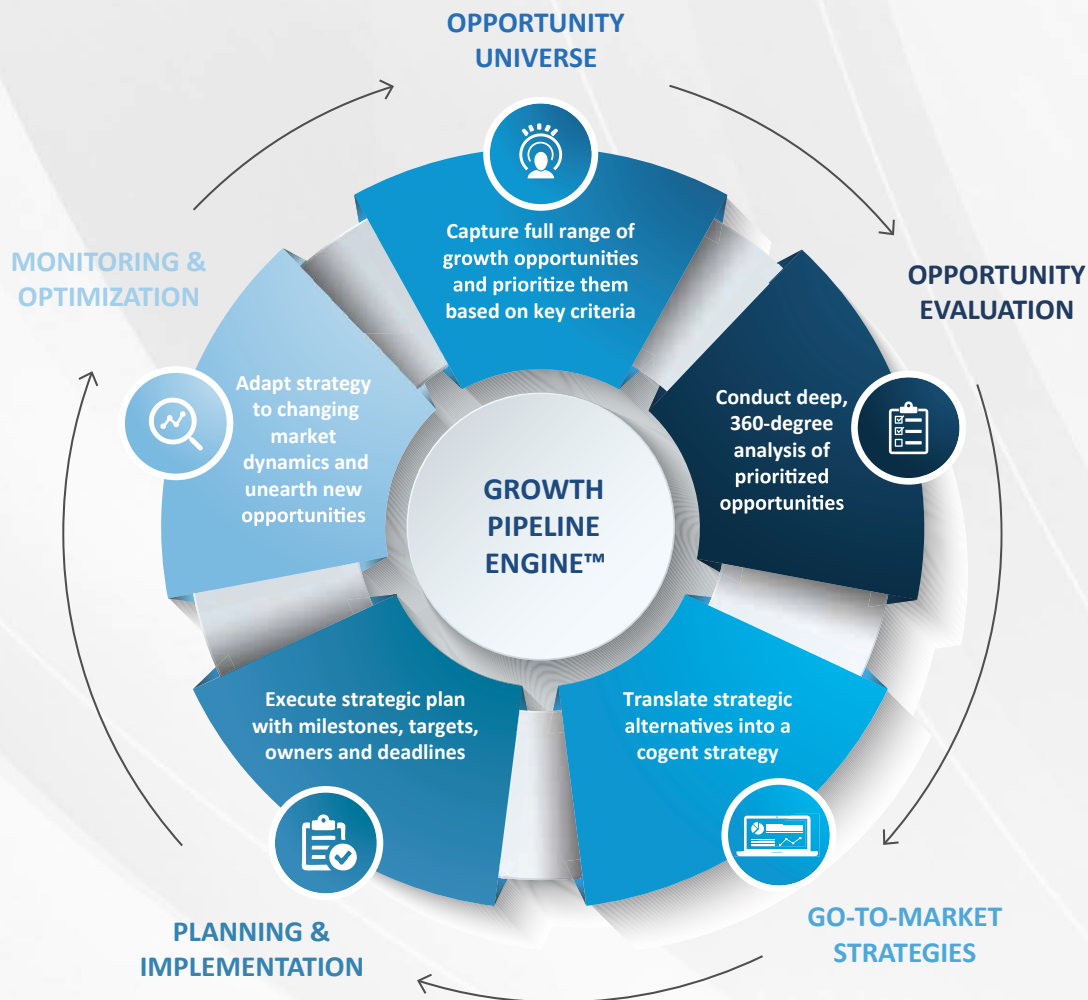 OPPORTUNITY
UNIVERSE
Capture full range of
growth opportunities
and prioritize them
based on key criteria
OPPORTUNITY
EVALUATION
Conduct deep,
360-degree
analysis of
prioritized
opportunities
GO-TO-MARKET
STRATEGIES
Translate strategic
alternatives into a
cogent strategy
PLANNING &
IMPLEMENTATION
Execute strategic plan
with milestones, targets,
owners and deadlines
MONITORING &
OPTIMIZATION
Adapt strategy
to changing
market
dynamics and
unearth new
opportunities
GROWTH
PIPELINE
ENGINE™